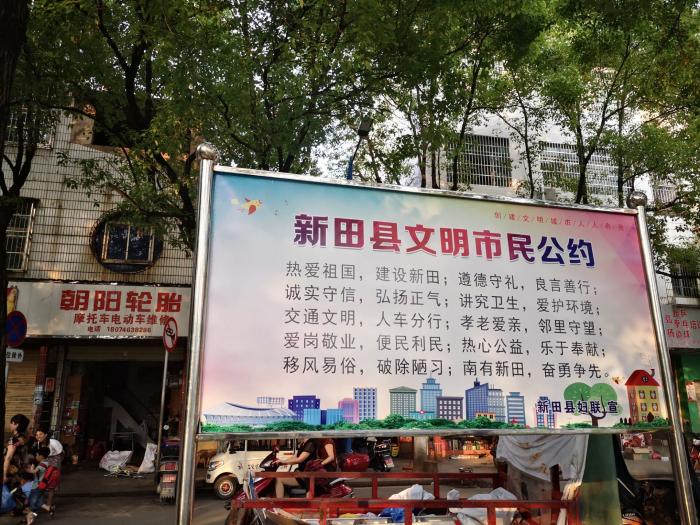 创/建/文/明/城/市/人/人/有/责
新田县文明市民公约
热爱祖国，建设新田；遵德守礼，良言善行；
诚实守信，弘扬正气；讲究卫生，爱护环境；
交通文明，人车分行；孝老爱亲，邻里守望；
爱岗敬业，便民利民；热心公益，乐于奉献；
移风易俗，破除陋习；南有新田，奋勇争先。
新田县妇联 宣
朝阳轮胎
摩托车电动车维修
电话 18074638286